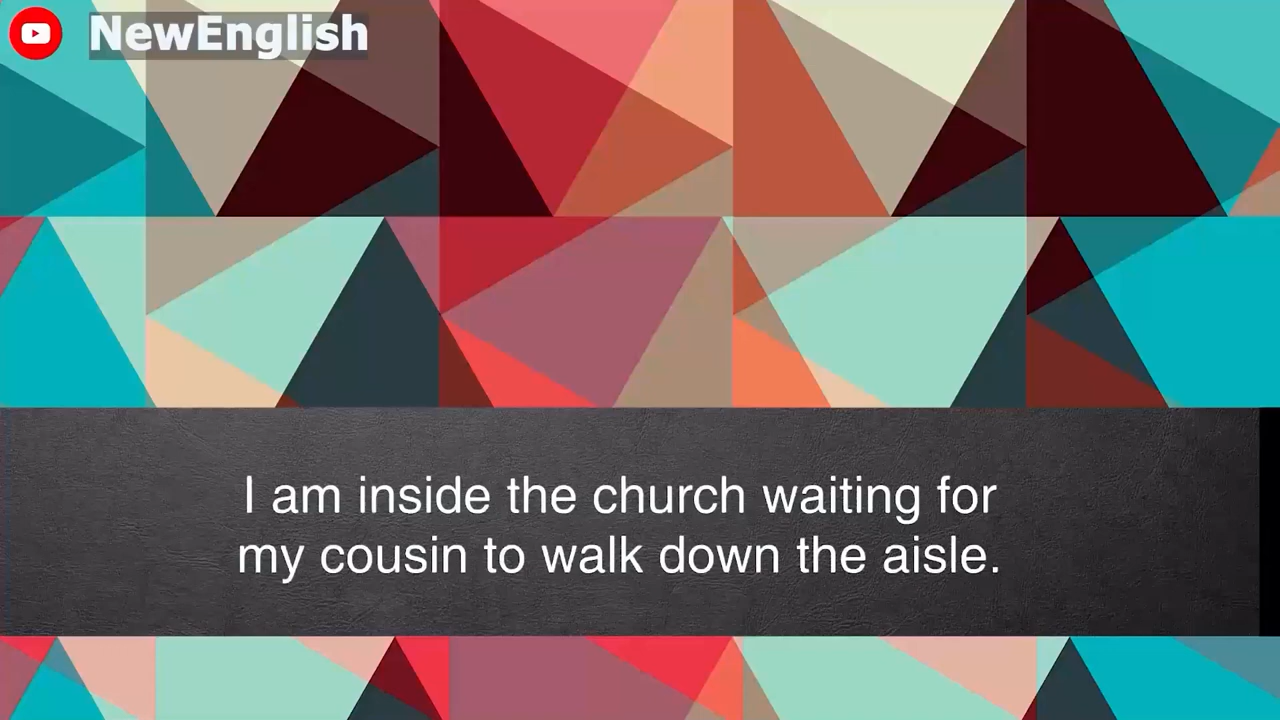 NewEnglish
I am inside the church waiting for
my cousin to walk down the aisle.